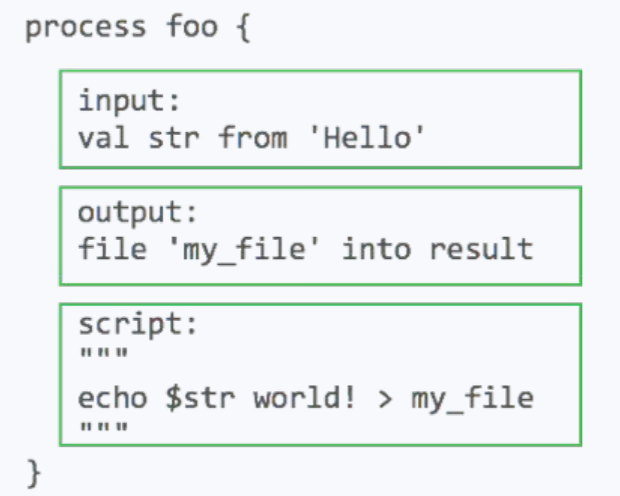 process foo {
input:
val str from 'Hello'
output:
file 'my_file' into result
script:
"""
echo $str world! > my_file
"""
}